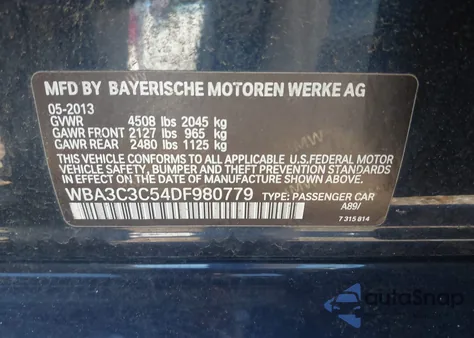 MFD BY BAYERISCHE MOTOREN WERKE AG
05-2013
GVWR 4508 lbs 2045 kg
GAWR FRONT 2127 lbs 965 kg
GAWR REAR 2480 lbs 1125 kg
THIS VEHICLE CONFORMS TO ALL APPLICABLE U.S.FEDERAL MOTOR
VEHICLE SAFETY, BUMPER, AND THEFT PREVENTION STANDARDS
IN EFFECT ON THE DATE OF MANUFACTURE SHOWN ABOVE.
WBA3C3C54DF980779 TYPE: PASSENGER CAR
A89/
7 315 814
autoSnap